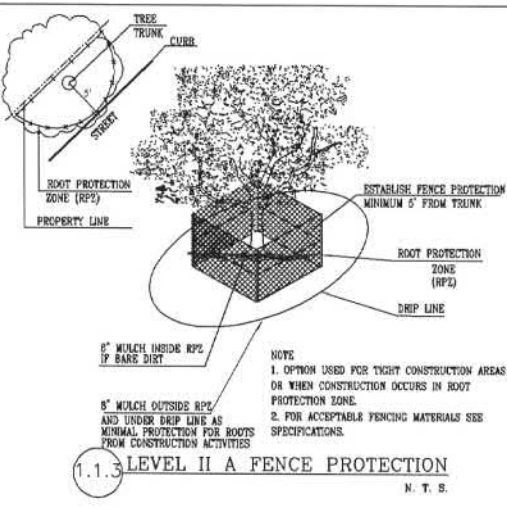 TREE
TRUNK
CURB
5'
STREET
ROOT PROTECTION
ZONE (RPZ)
PROPERTY LINE
ESTABLISH FENCE PROTECTION
MINIMUM 5' FROM TRUNK
ROOT PROTECTION
ZONE
(RPZ)
DRIP LINE
6" MULCH INSIDE RPZ
IF BARE DIRT
8" MULCH OUTSIDE RPZ
AND UNDER DRIP LINE AS
MINIMAL PROTECTION FOR ROOTS
FROM CONSTRUCTION ACTIVITIES
NOTE
1. OPTION USED FOR TIGHT CONSTRUCTION AREAS
OR WHEN CONSTRUCTION OCCURS IN ROOT
PROTECTION ZONE.
2. FOR ACCEPTABLE FENCING MATERIALS SEE
SPECIFICATIONS.
1.1.3 LEVEL II A FENCE PROTECTION
N. T. S.